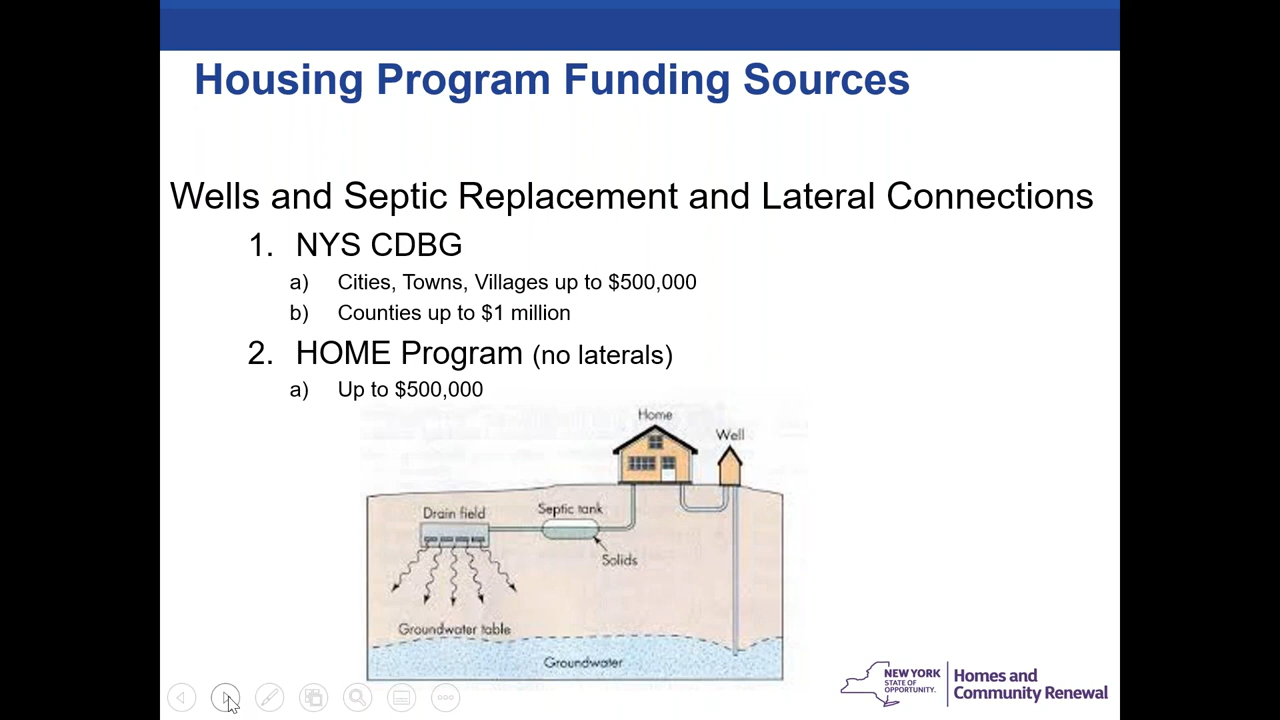 Housing Program Funding Sources
Wells and Septic Replacement and Lateral Connections
1. NYS CDBG
a) Cities, Towns, Villages up to $500,000
b) Counties up to $1 million
2. HOME Program (no laterals)
a) Up to $500,000
Home
Well
Drain field
Septic tank
Solids
Groundwater table
Groundwater
NEW YORK
STATE OF
OPPORTUNITY.
Homes and
Community Renewal